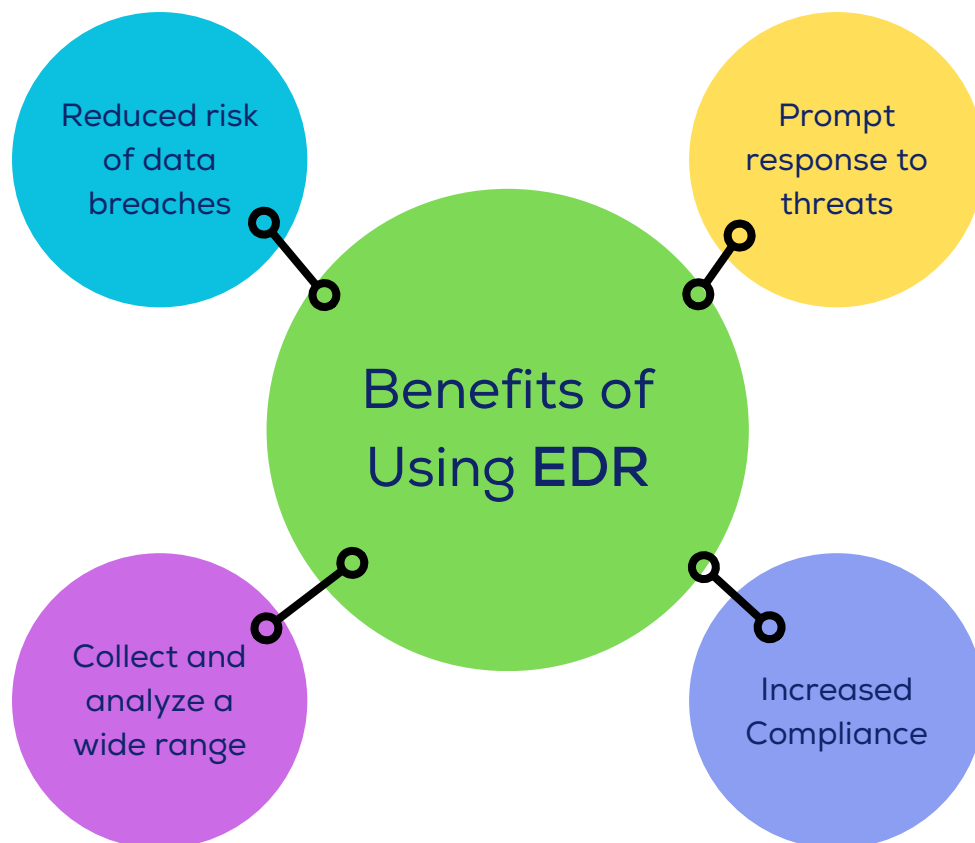 Reduced risk
of data
breaches
Prompt
response to
threats
Benefits of
Using EDR
Collect and
analyze a
wide range
Increased
Compliance